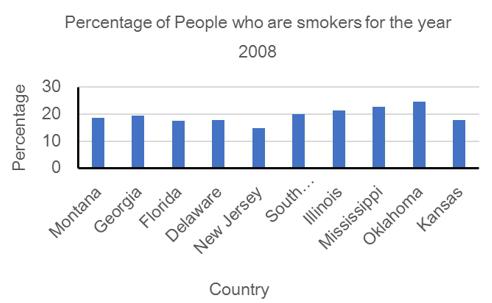 Percentage of People who are smokers for the year
2008
Percentage
30
20
10
0
Montana
Georgia
Florida
Delaware
New Jersey
South…
Illinois
Mississippi
Oklahoma
Kansas
Country